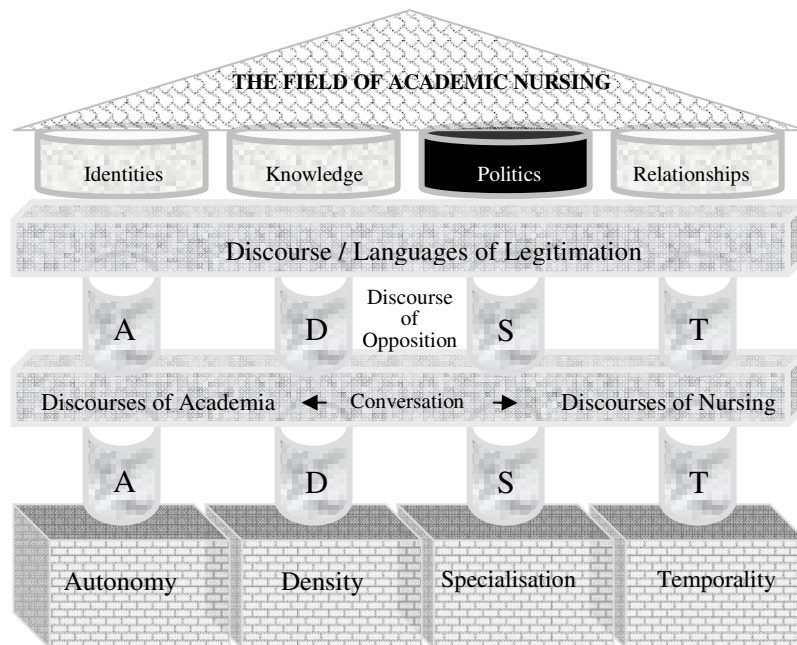 THE FIELD OF ACADEMIC NURSING
Identities Knowledge Politics Relationships
Discourse / Languages of Legitimation
A D Discourse of Opposition S T
Discourses of Academia Conversation Discourses of Nursing
A D S T
Autonomy Density Specialisation Temporality